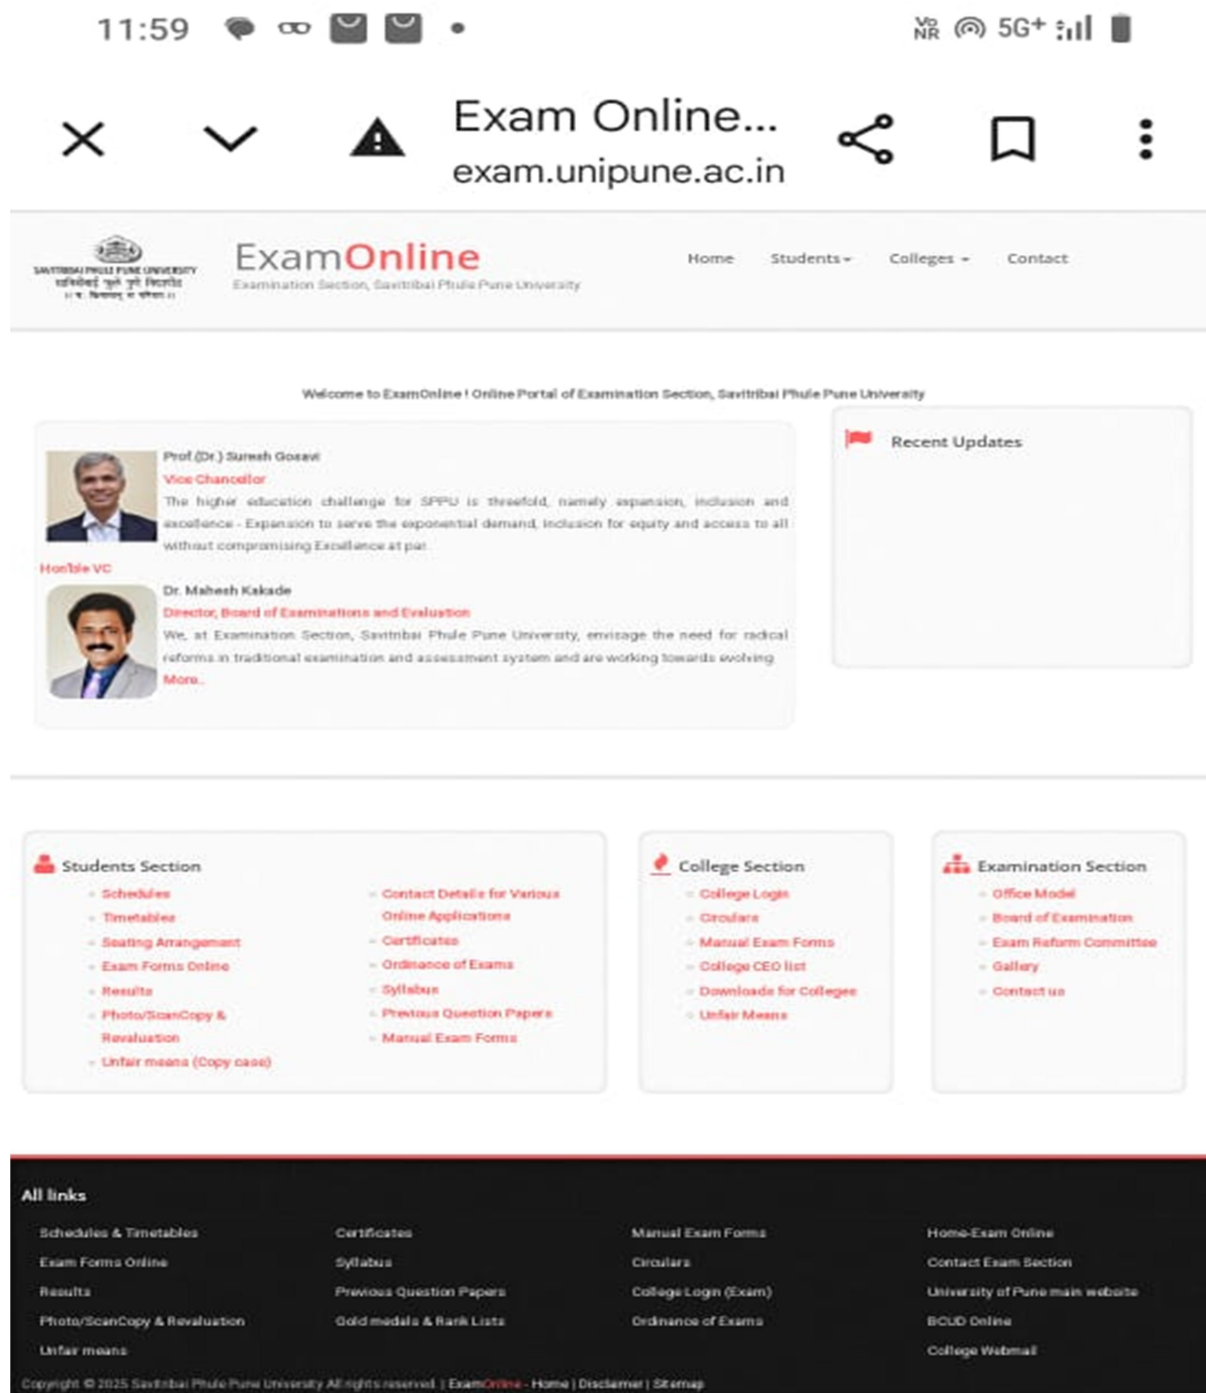 11:59
Vo
NR
5G+
Exam Online...
exam.unipune.ac.in
SAVITRIBAI PHULE PUNE UNIVERSITY
सावित्रीबाई फुले पुणे विद्यापीठ
ExamOnline
Examination Section, Savitribai Phule Pune University
Home Students Colleges Contact
Welcome to ExamOnline ! Online Portal of Examination Section, Savitribai Phule Pune University
Prof.(Dr.) Suresh Gosavi
Vice Chancellor
The higher education challenge for SPPU is threefold, namely expansion, inclusion and
excellence - Expansion to serve the exponential demand, Inclusion for equity and access to all
without compromising Excellence at par.
Hon'ble VC
Dr. Mahesh Kakade
Director, Board of Examinations and Evaluation
We, at Examination Section, Savitribai Phule Pune University, envisage the need for radical
reforms in traditional examination and assessment system and are working towards evolving
More..
Recent Updates
Students Section
Schedules
Timetables
Seating Arrangement
Exam Forms Online
Results
Photo/ScanCopy &
Revaluation
Unfair means (Copy case)
Contact Details for Various
Online Applications
Certificates
Ordinance of Exams
Syllabus
Previous Question Papers
Manual Exam Forms
College Section
College Login
Circulars
Manual Exam Forms
College CEO list
Downloads for Colleges
Unfair Means
Examination Section
Office Model
Board of Examination
Exam Reform Committee
Gallery
Contact us
All links
Schedules & Timetables
Exam Forms Online
Results
Photo/ScanCopy & Revaluation
Unfair means
Certificates
Syllabus
Previous Question Papers
Gold medals & Rank Lists
Manual Exam Forms
Circulars
College Login (Exam)
Ordinance of Exams
Home-Exam Online
Contact Exam Section
University of Pune main website
BCUD Online
College Webmail
Copyright © 2025 Savitribai Phule Pune University All rights reserved. | ExamOnline - Home | Disclaimer | Sitemap